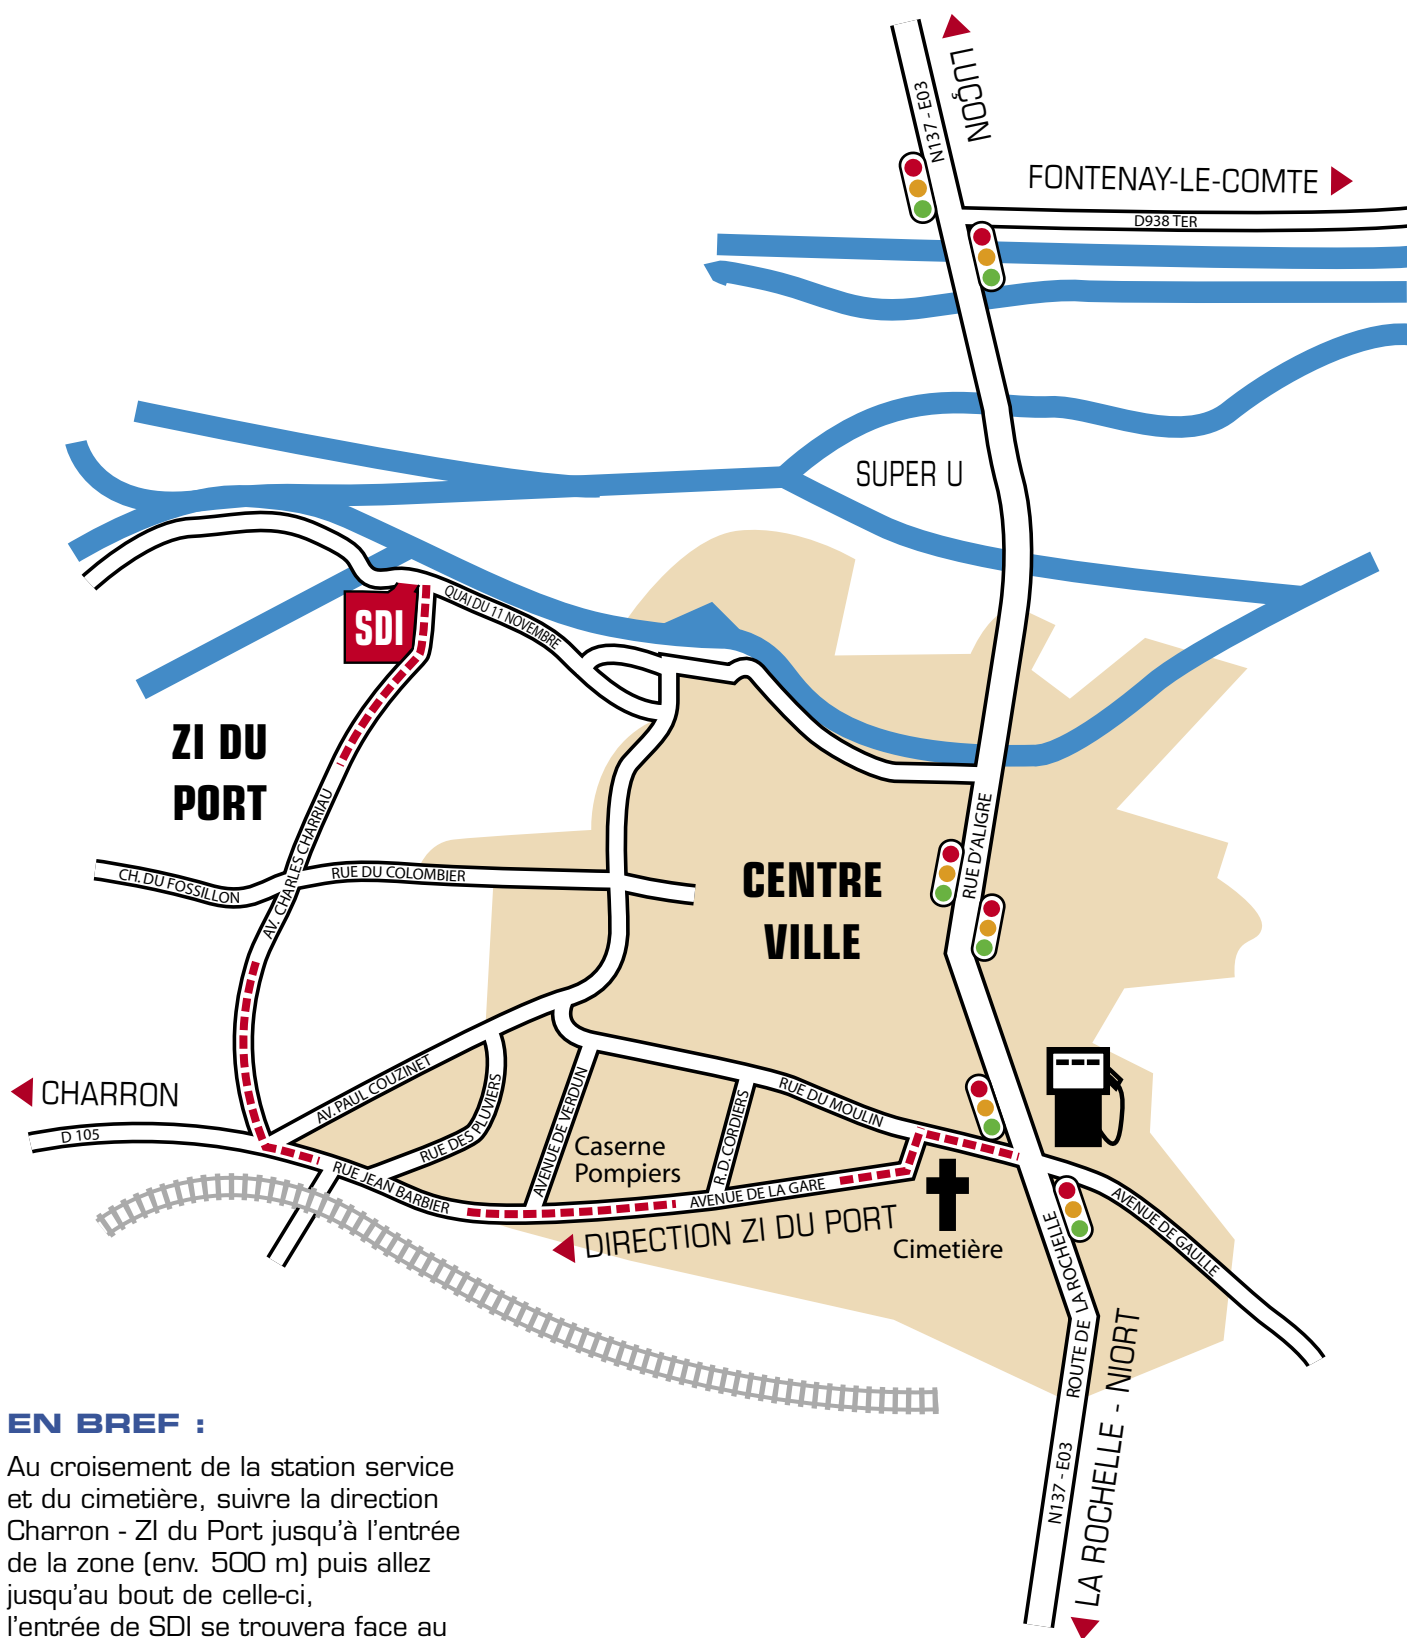 LUÇON
N137 - E03
FONTENAY-LE-COMTE
D938 TER
SUPER U
SDI
QUAI DU 11 NOVEMBRE
ZI DU
PORT
AV. CHARLES CHARRIAU
RUE D'ALIGRE
CH. DU FOSSILLON
RUE DU COLOMBIER
CENTRE
VILLE
CHARRON
D 105
AV. PAUL COUZINET
RUE DES PLUVIERS
AVENUE DE VERDUN
Caserne
Pompiers
R. D. CORDIERS
RUE DU MOULIN
RUE JEAN BARBIER
AVENUE DE LA GARE
DIRECTION ZI DU PORT
Cimetière
AVENUE DE GAULLE
ROUTE DE LA ROCHELLE
N137 - E03
LA ROCHELLE - NIORT
EN BREF :
Au croisement de la station service
et du cimetière, suivre la direction
Charron - ZI du Port jusqu'à l'entrée
de la zone (env. 500 m) puis allez
jusqu'au bout de celle-ci,
l'entrée de SDI se trouvera face au